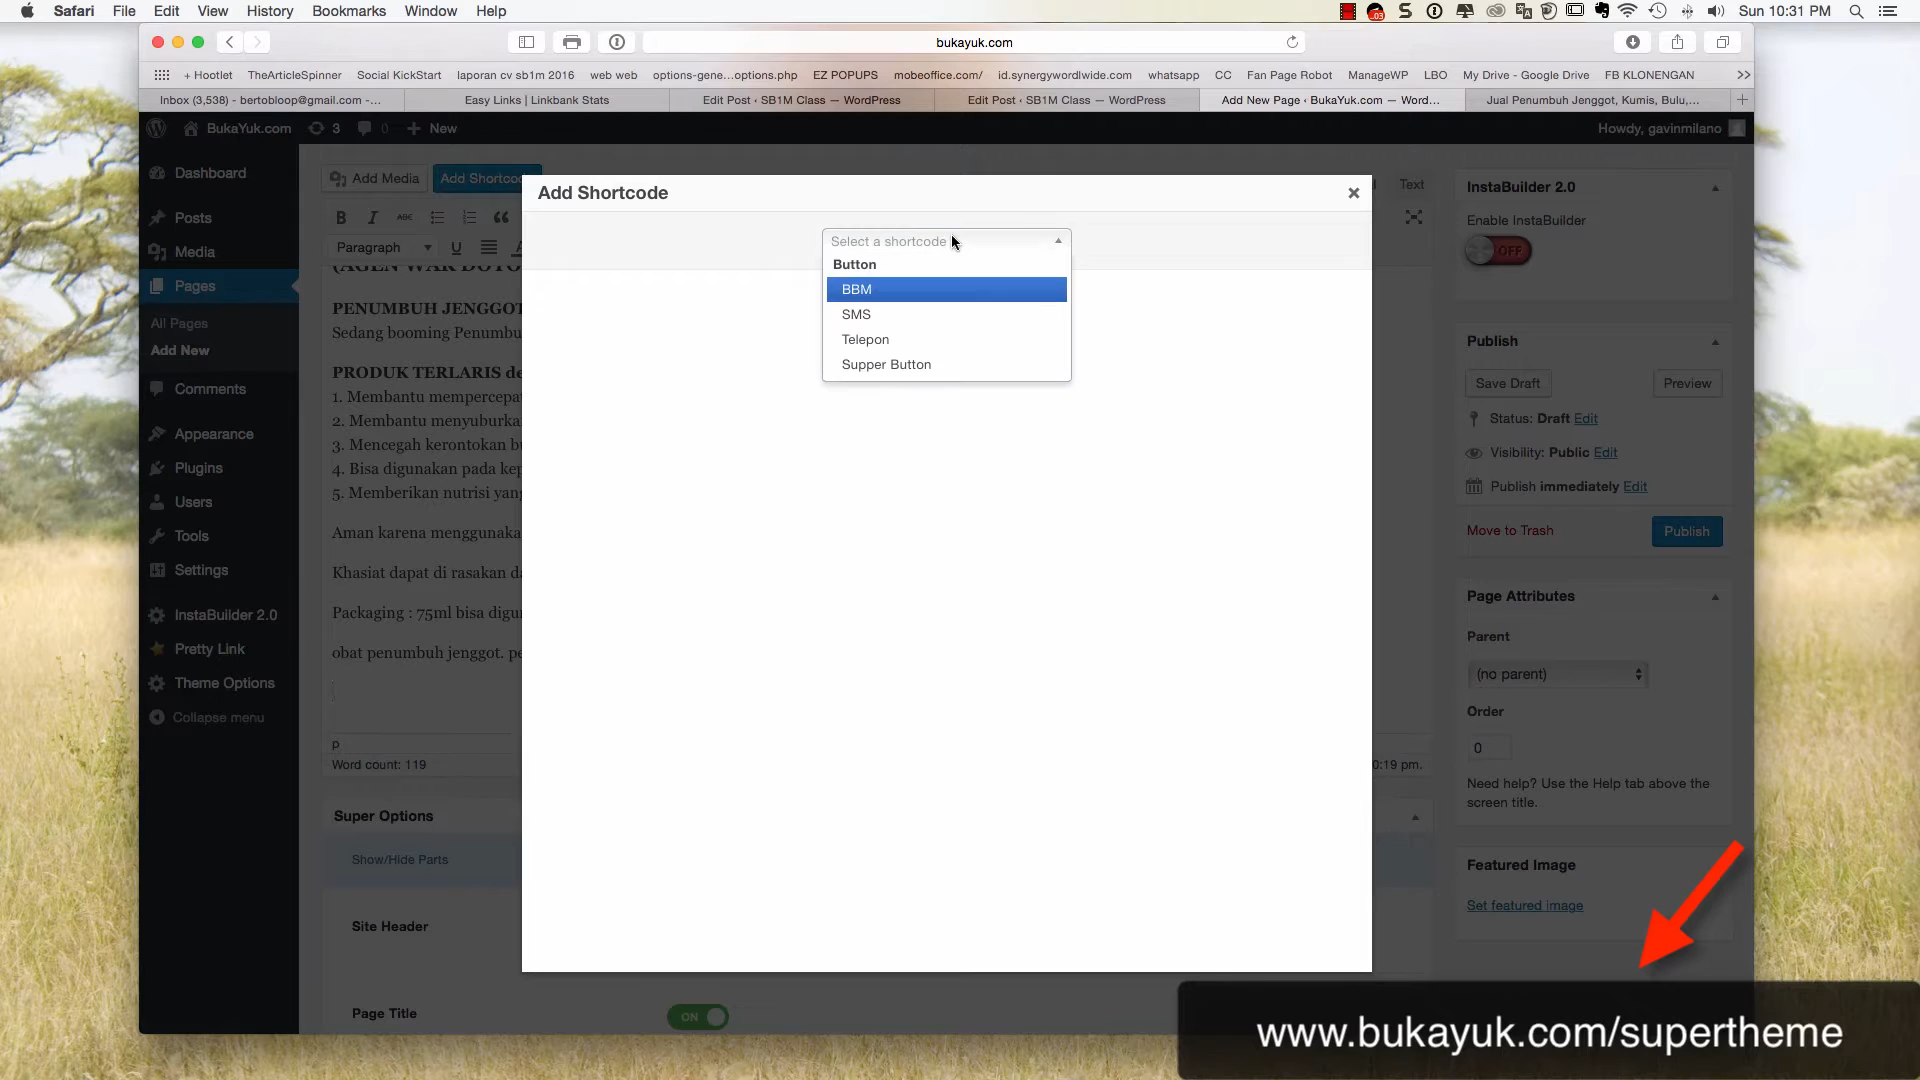 Safari File Edit View History Bookmarks Window Help
.03
Sun 10:31 PM
bukayuk.com
+ Hootlet TheArticleSpinner Social KickStart laporan cv sb1m 2016 web web options-gene...options.php EZ POPUPS mobeoffice.com/ id.synergywordlwide.com whatsapp CC Fan Page Robot ManageWP LBO My Drive - Google Drive FB KLONENGAN
Inbox (3,538) - bertobloop@gmail.com -... Easy Links | Linkbank Stats Edit Post ‹ SB1M Class — WordPress Edit Post ‹ SB1M Class — WordPress Add New Page ‹ BukaYuk.com — Word... Jual Penumbuh Jenggot, Kumis, Bulu,...
BukaYuk.com 3 0 + New
Howdy, gavinmilano
Dashboard
Posts
Media
Pages
All Pages
Add New
Comments
Appearance
Plugins
Users
Tools
Settings
InstaBuilder 2.0
Pretty Link
Theme Options
Collapse menu
Add Media Add Shortco
Text
B I ABC
Paragraph U
PENUMBUH JENGGOT
Sedang booming Penumbu
PRODUK TERLARIS de
1. Membantu mempercepa
2. Membantu menyuburka
3. Mencegah kerontokan b
4. Bisa digunakan pada kep
5. Memberikan nutrisi yang
Aman karena menggunaka
Khasiat dapat di rasakan da
Packaging : 75ml bisa digu
obat penumbuh jenggot. pe
p
Word count: 119
0:19 pm.
Super Options
Show/Hide Parts
Site Header
Page Title
ON
Add Shortcode
Select a shortcode
Button
BBM
SMS
Telepon
Supper Button
InstaBuilder 2.0
Enable InstaBuilder
OFF
Publish
Save Draft Preview
Status: Draft Edit
Visibility: Public Edit
Publish immediately Edit
Move to Trash Publish
Page Attributes
Parent
(no parent)
Order
0
Need help? Use the Help tab above the
screen title.
Featured Image
Set featured image
www.bukayuk.com/supertheme